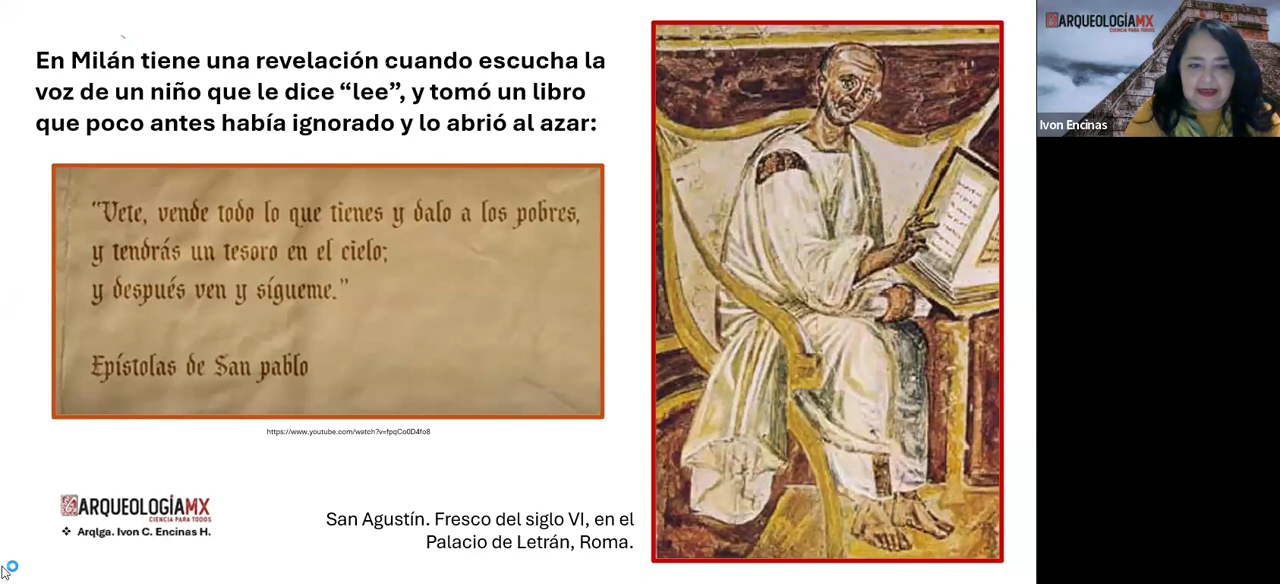 En Milán tiene una revelación cuando escucha la
voz de un niño que le dice “lee”, y tomó un libro
que poco antes había ignorado y lo abrió al azar:
“Vete, vende todo lo que tienes y dalo a los pobres,
y tendrás un tesoro en el cielo;
y después ven y sígueme.”
Epístolas de San pablo
https://www.youtube.com/watch?v=fpqCo0D4fo8
ARQUEOLOGÍAMX
CIENCIA PARA TODOS
❖ Arqlga. Ivon C. Encinas H.
San Agustín. Fresco del siglo VI, en el
Palacio de Letrán, Roma.
ARQUEOLOGÍAMX
CIENCIA PARA TODOS
Ivon Encinas